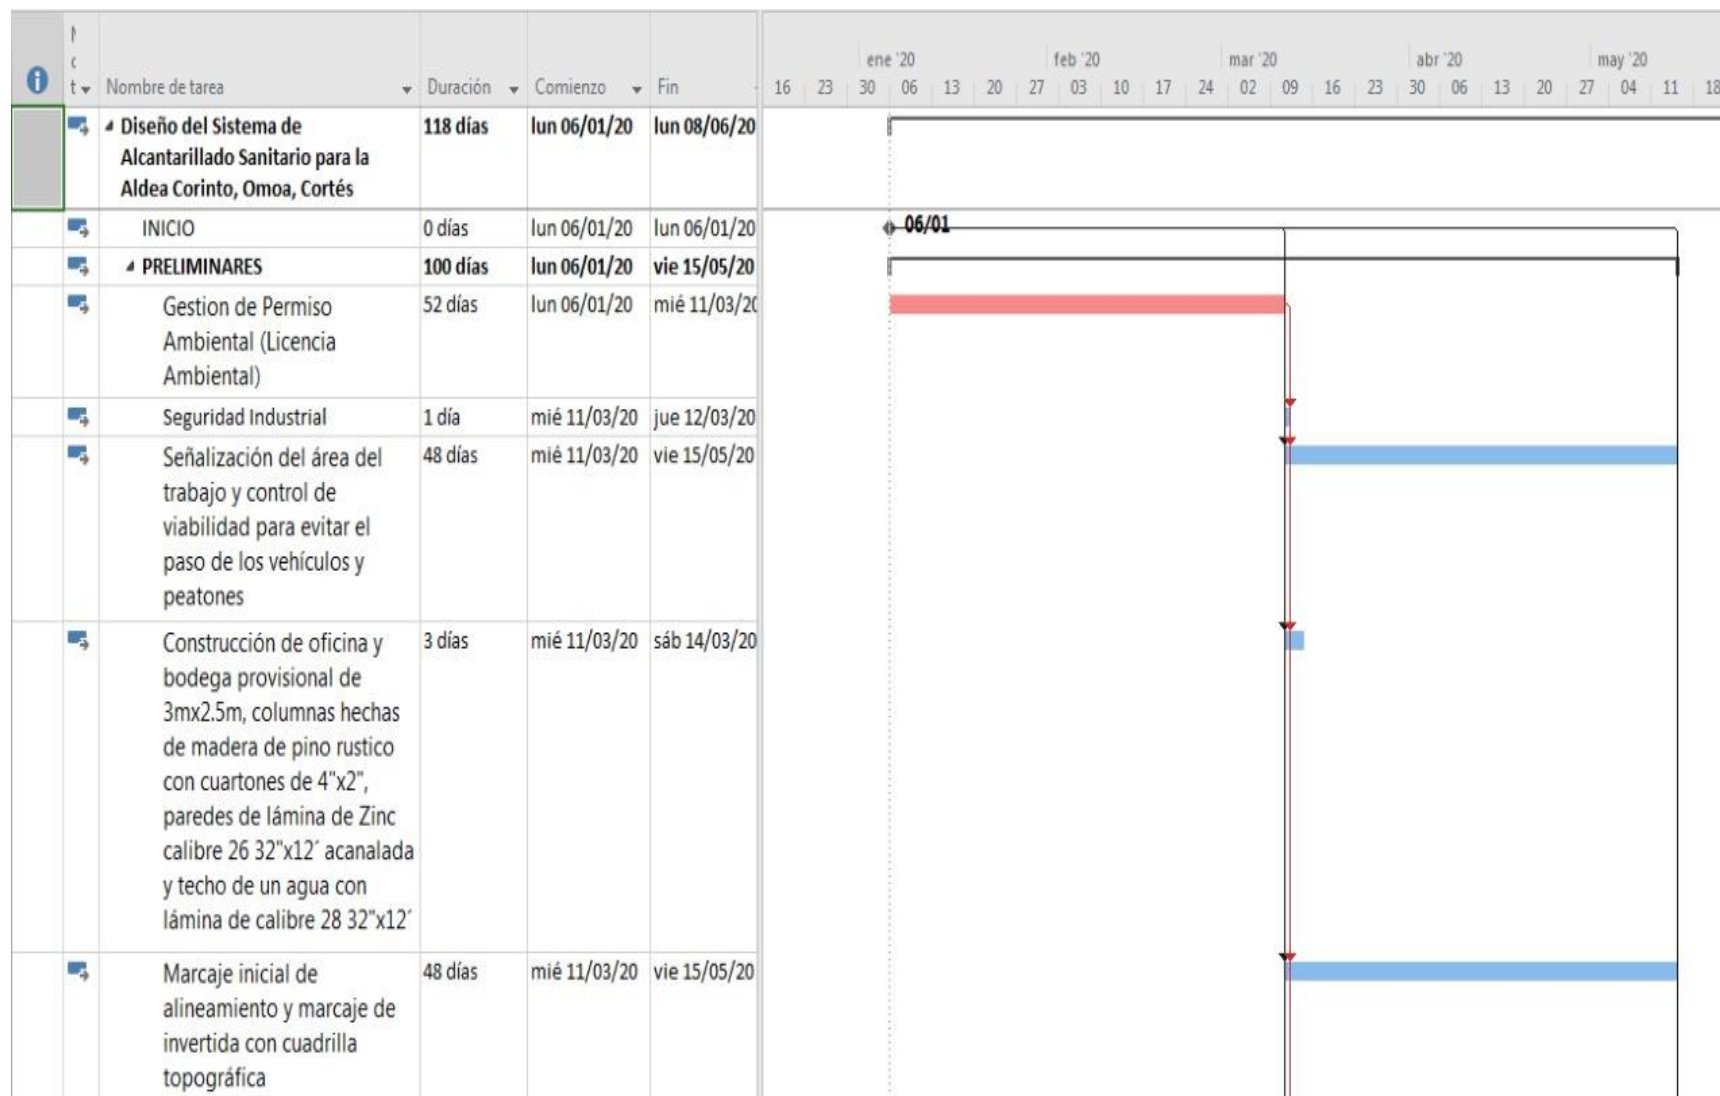 ene '20 feb '20 mar '20 abr '20 may '20
Nombre de tarea Duración Comienzo Fin 16 23 30 06 13 20 27 03 10 17 24 02 09 16 23 30 06 13 20 27 04 11 18
Diseño del Sistema de 118 días lun 06/01/20 lun 08/06/20
Alcantarillado Sanitario para la
Aldea Corinto, Omoa, Cortés
INICIO 0 días lun 06/01/20 lun 06/01/20 06/01
PRELIMINARES 100 días lun 06/01/20 vie 15/05/20
Gestion de Permiso 52 días lun 06/01/20 mié 11/03/20
Ambiental (Licencia
Ambiental)
Seguridad Industrial 1 día mié 11/03/20 jue 12/03/20
Señalización del área del 48 días mié 11/03/20 vie 15/05/20
trabajo y control de
viabilidad para evitar el
paso de los vehículos y
peatones
Construcción de oficina y 3 días mié 11/03/20 sáb 14/03/20
bodega provisional de
3mx2.5m, columnas hechas
de madera de pino rustico
con cuartones de 4"x2",
paredes de lámina de Zinc
calibre 26 32"x12´ acanalada
y techo de un agua con
lámina de calibre 28 32"x12´
Marcaje inicial de 48 días mié 11/03/20 vie 15/05/20
alineamiento y marcaje de
invertida con cuadrilla
topográfica